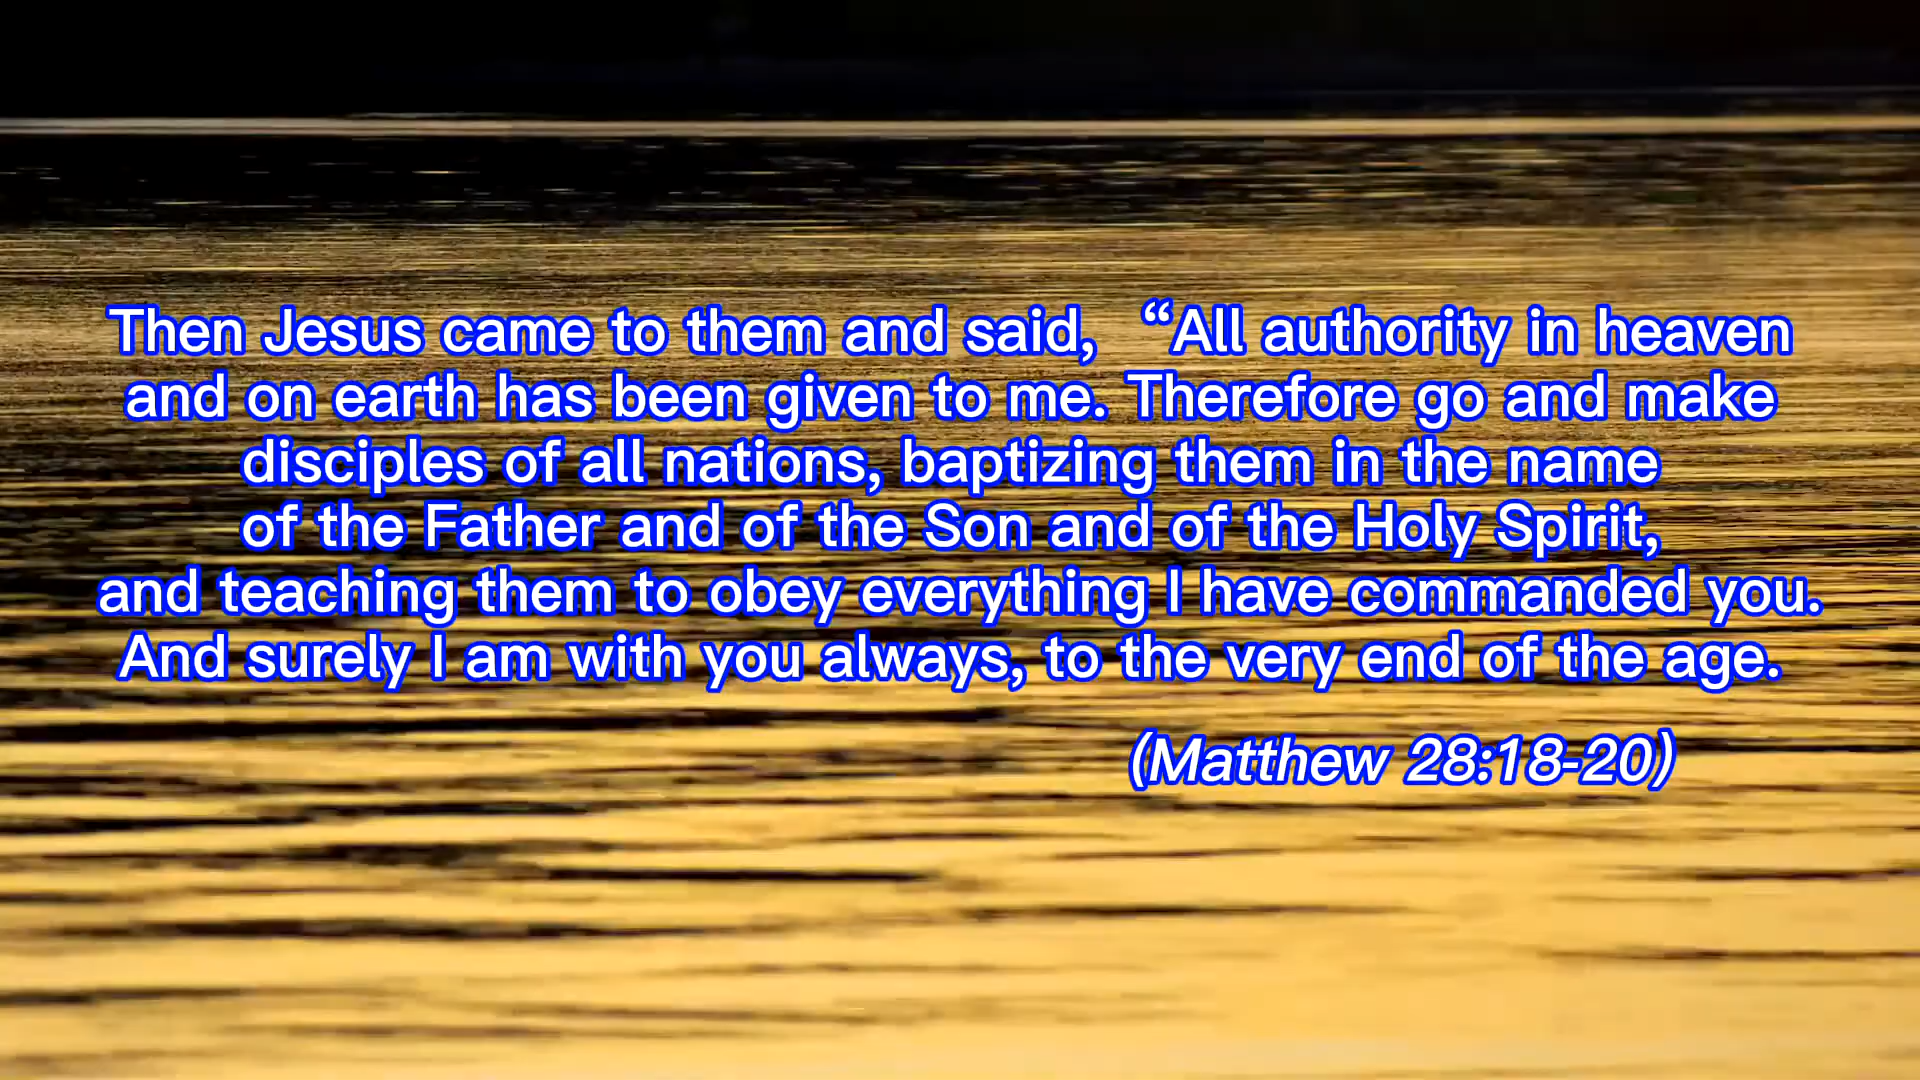 Then Jesus came to them and said, “All authority in heaven
and on earth has been given to me. Therefore go and make
disciples of all nations, baptizing them in the name
of the Father and of the Son and of the Holy Spirit,
and teaching them to obey everything I have commanded you.
And surely I am with you always, to the very end of the age.
(Matthew 28:18-20)